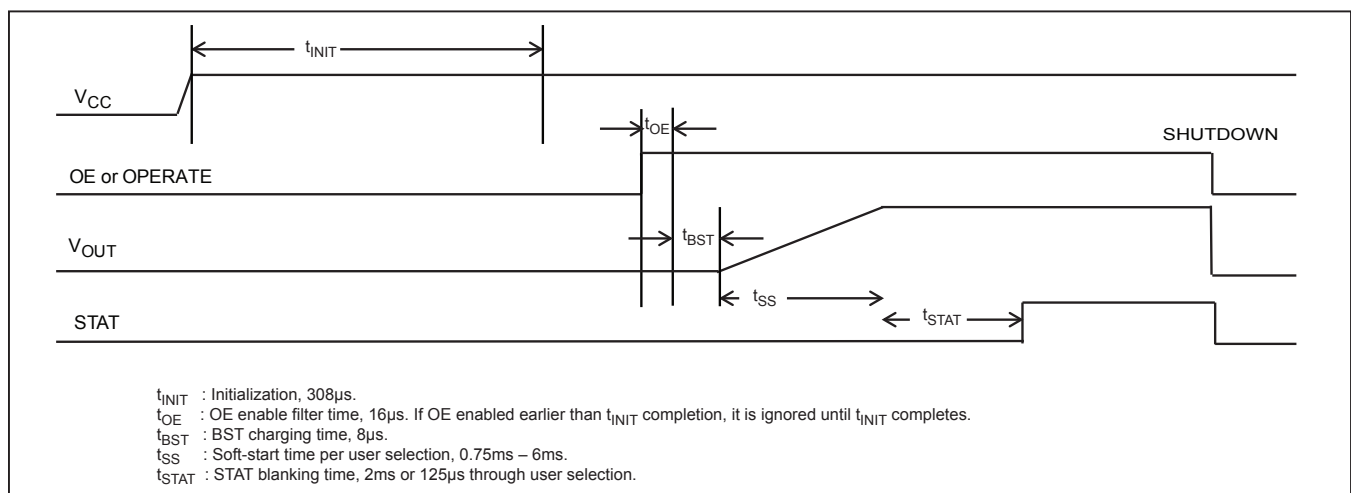 tINIT
VCC
tOE
SHUTDOWN
OE or OPERATE
tBST
VOUT
tSS
tSTAT
STAT
tINIT : Initialization, 308µs.
tOE : OE enable filter time, 16µs. If OE enabled earlier than tINIT completion, it is ignored until tINIT completes.
tBST : BST charging time, 8µs.
tSS : Soft-start time per user selection, 0.75ms – 6ms.
tSTAT : STAT blanking time, 2ms or 125µs through user selection.